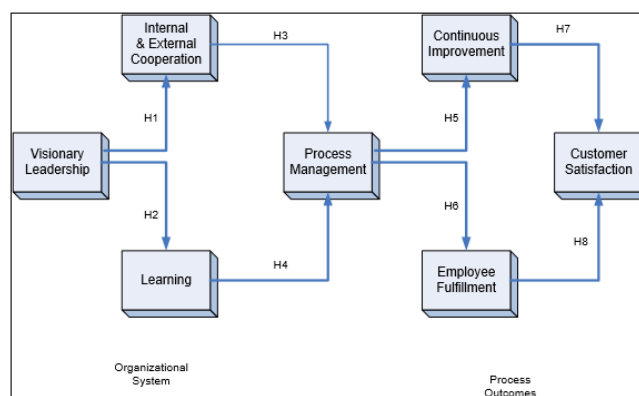 Internal
& External
Cooperation
H3
Continuous
Improvement
H7
H1
H5
Visionary
Leadership
Process
Management
Customer
Satisfaction
H2
H6
H8
Learning
H4
Employee
Fulfillment
Organizational
System
Process
Outcomes